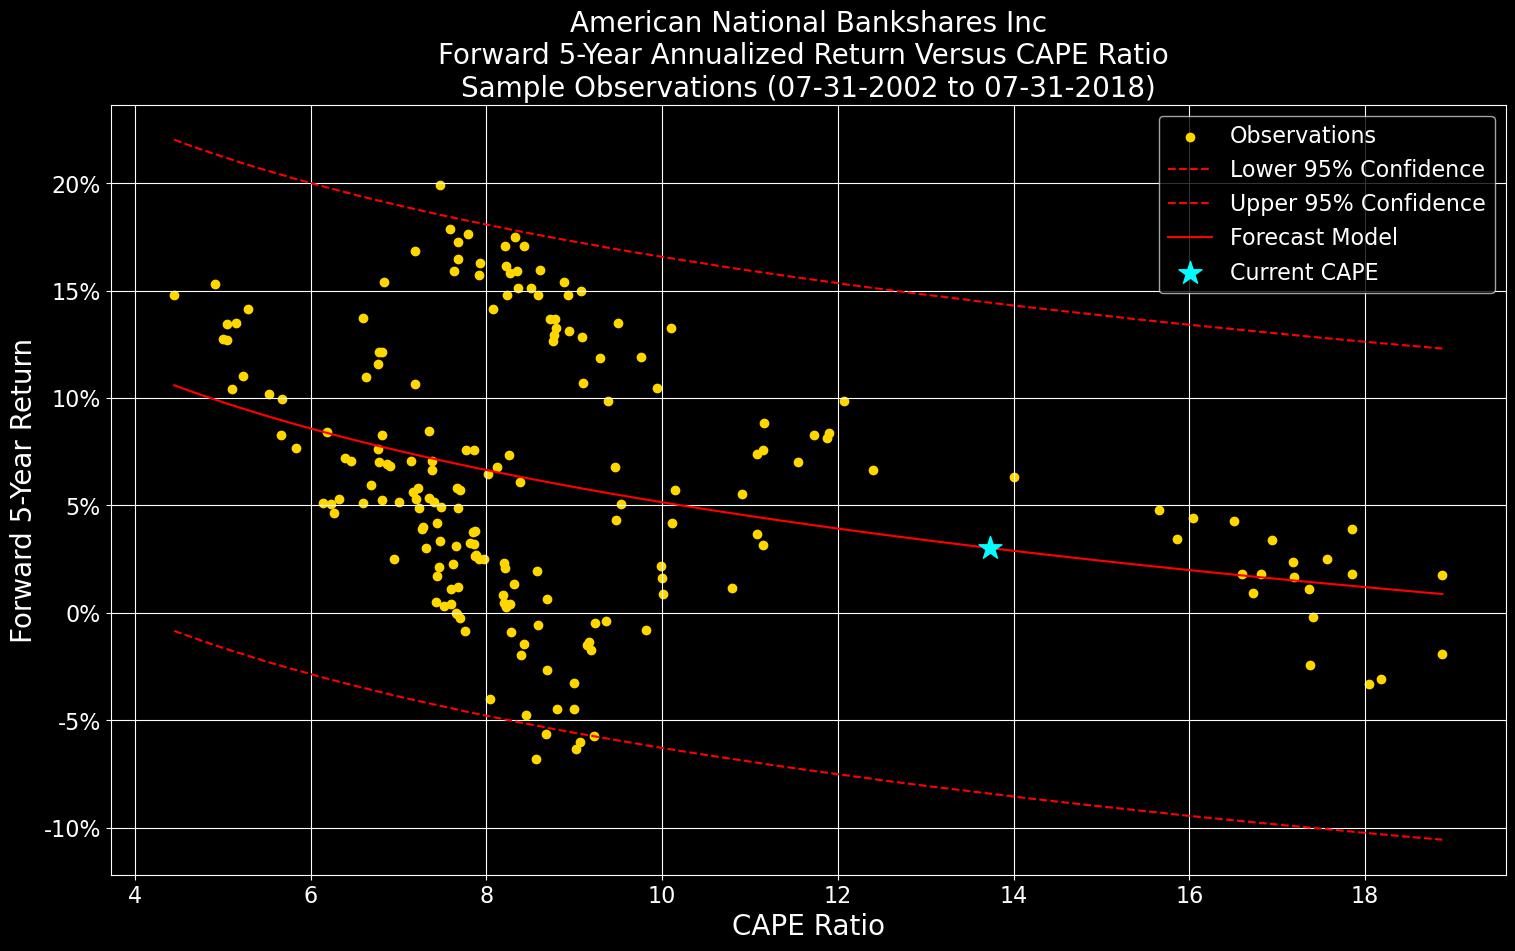 American National Bankshares Inc
Forward 5-Year Annualized Return Versus CAPE Ratio
Sample Observations (07-31-2002 to 07-31-2018)
Observations
Lower 95% Confidence
Upper 95% Confidence
Forecast Model
Current CAPE
Forward 5-Year Return
20%
15%
10%
5%
0%
-5%
-10%
4 6 8 10 12 14 16 18
CAPE Ratio